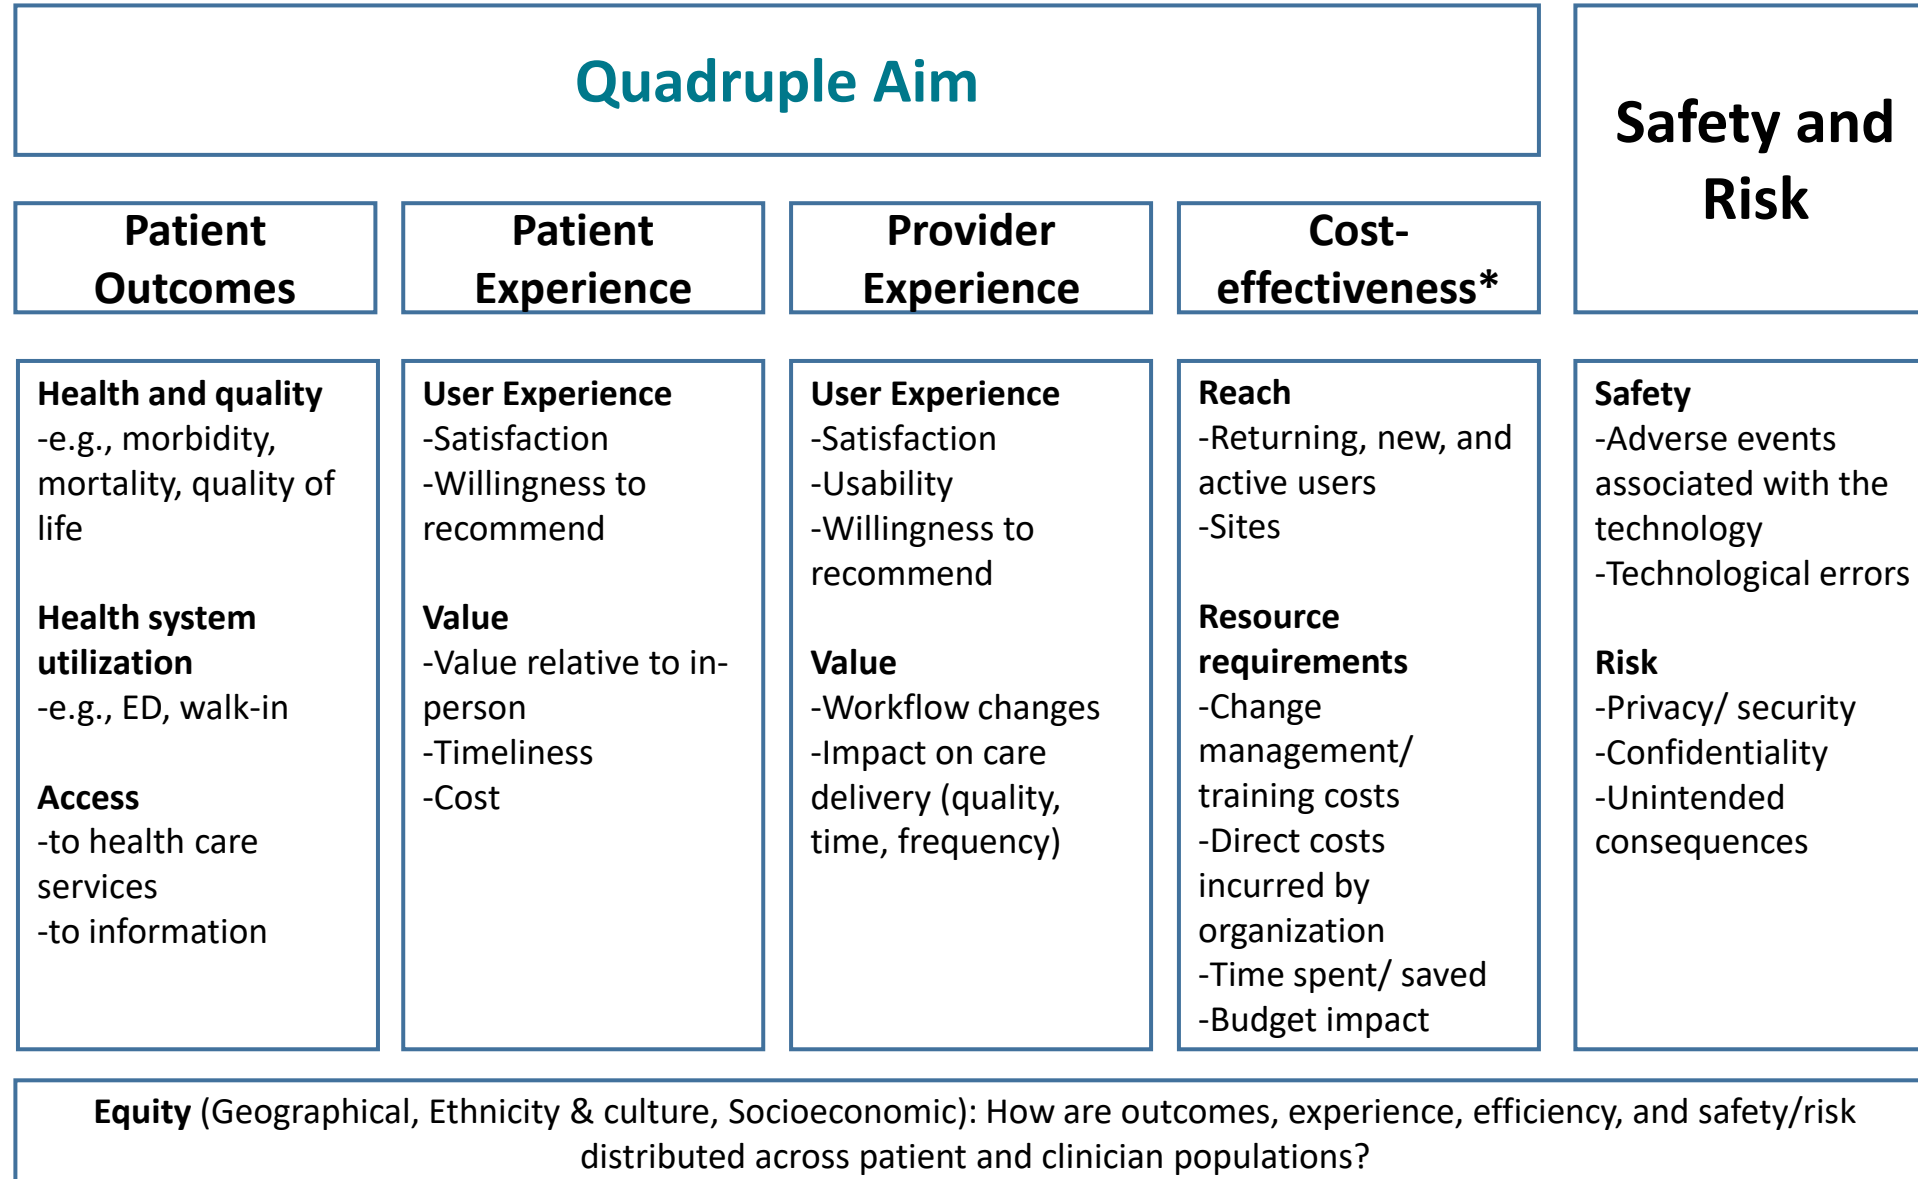 Quadruple Aim
Safety and
Risk
Patient
Outcomes
Patient
Experience
Provider
Experience
Cost-
effectiveness*
Health and quality
-e.g., morbidity,
mortality, quality of
life
Health system
utilization
-e.g., ED, walk-in
Access
-to health care
services
-to information
User Experience
-Satisfaction
-Willingness to
recommend
Value
-Value relative to in-
person
-Timeliness
-Cost
User Experience
-Satisfaction
-Usability
-Willingness to
recommend
Value
-Workflow changes
-Impact on care
delivery (quality,
time, frequency)
Reach
-Returning, new, and
active users
-Sites
Resource
requirements
-Change
management/
training costs
-Direct costs
incurred by
organization
-Time spent/ saved
-Budget impact
Safety
-Adverse events
associated with the
technology
-Technological errors
Risk
-Privacy/ security
-Confidentiality
-Unintended
consequences
Equity (Geographical, Ethnicity & culture, Socioeconomic): How are outcomes, experience, efficiency, and safety/risk
distributed across patient and clinician populations?